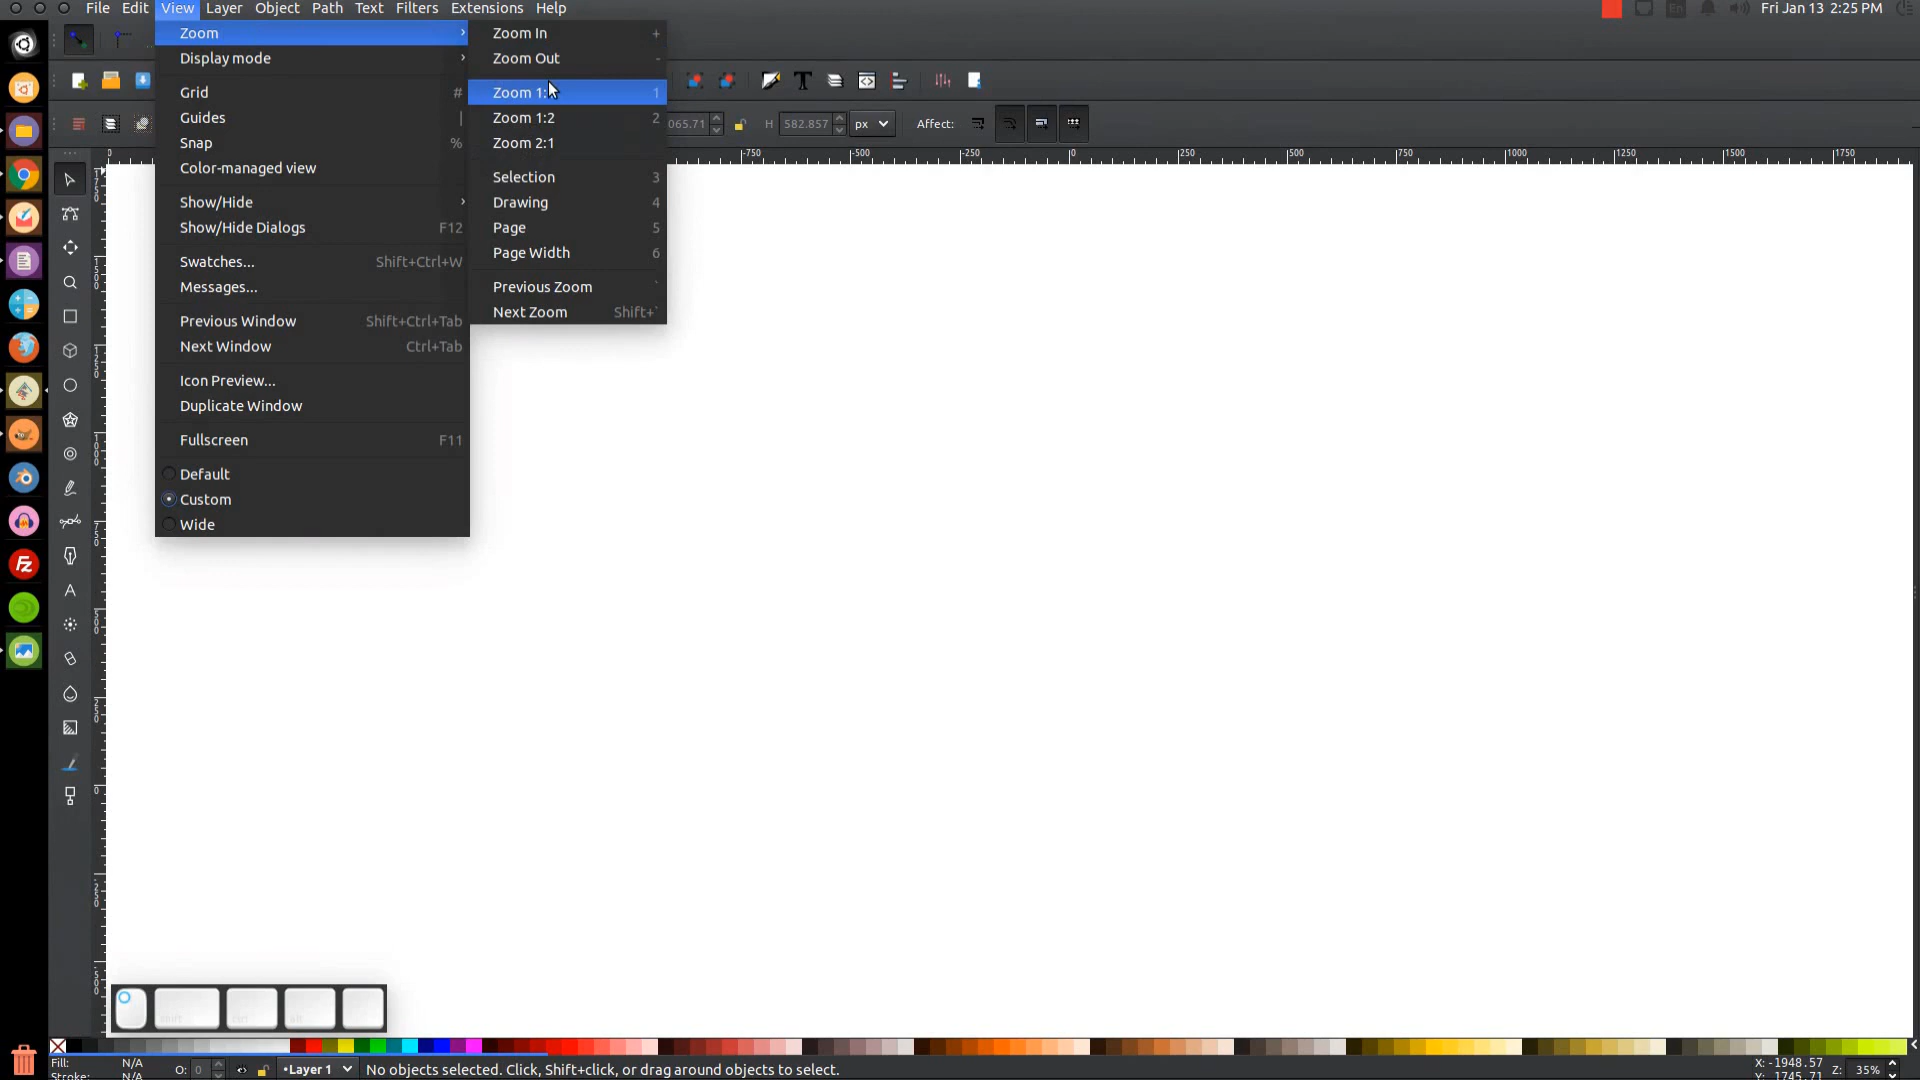 File Edit View Layer Object Path Text Filters Extensions Help
Fri Jan 13 2:25 PM
Zoom
Display mode
Grid #
Guides |
Snap %
Color-managed view
Show/Hide
Show/Hide Dialogs F12
Swatches... Shift+Ctrl+W
Messages...
Previous Window Shift+Ctrl+Tab
Next Window Ctrl+Tab
Icon Preview...
Duplicate Window
Fullscreen F11
Default
Custom
Wide
Zoom In +
Zoom Out -
Zoom 1: 1
Zoom 1:2 2
Zoom 2:1
Selection 3
Drawing 4
Page 5
Page Width 6
Previous Zoom `
Next Zoom Shift+`
065.71 H 582.857 px Affect:
-750 -500 -250 0 250 500 750 1000 1250 1500 1750
Fill: N/A
Stroke: N/A
O: 0
•Layer 1
No objects selected. Click, Shift+click, or drag around objects to select.
X: -1948.57
Y: 1745.71
Z: 35%